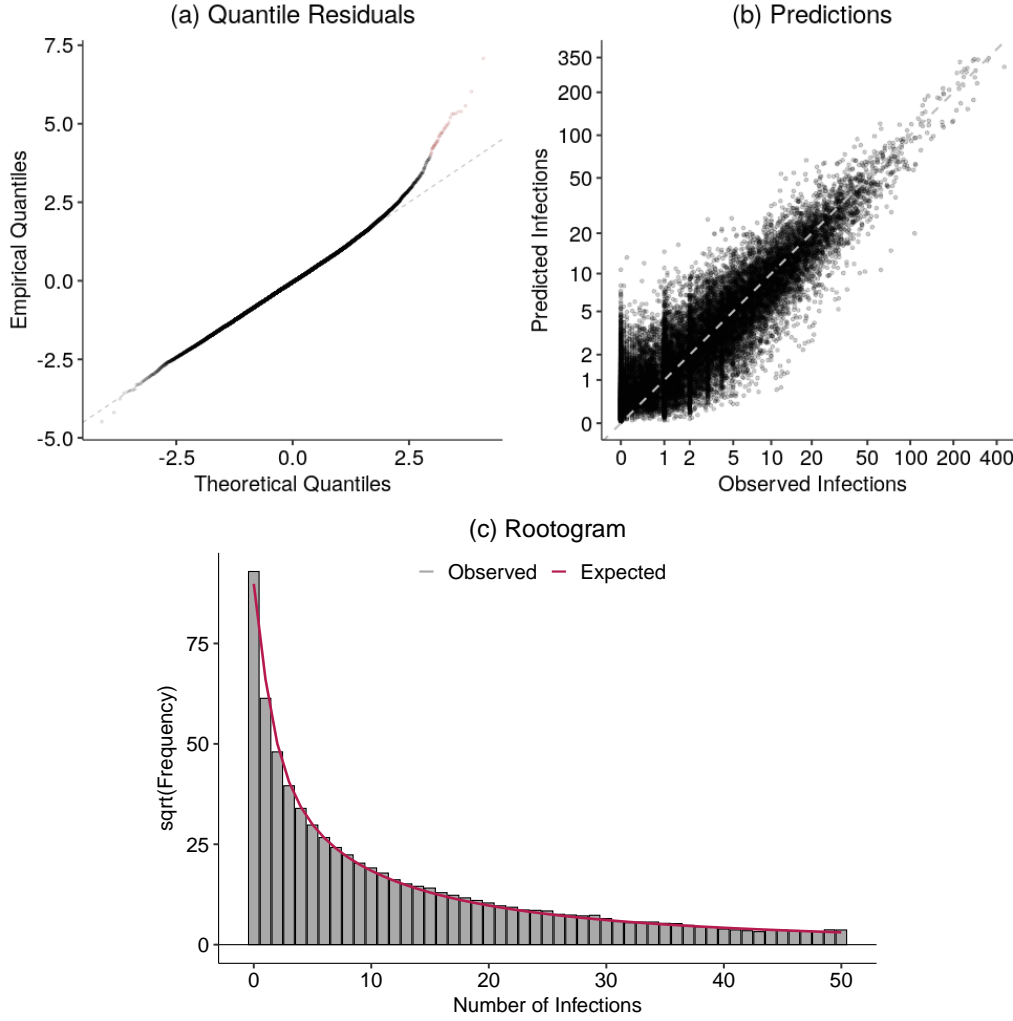 (a) Quantile Residuals
7.5
5.0
2.5
0.0
-2.5
-5.0
Empirical Quantiles
-2.5 0.0 2.5
Theoretical Quantiles
(b) Predictions
350
200
100
50
20
10
5
2
1
0
Predicted Infections
0 1 2 5 10 20 50 100 200 400
Observed Infections
(c) Rootogram
Observed Expected
75
50
25
0
sqrt(Frequency)
0 10 20 30 40 50
Number of Infections